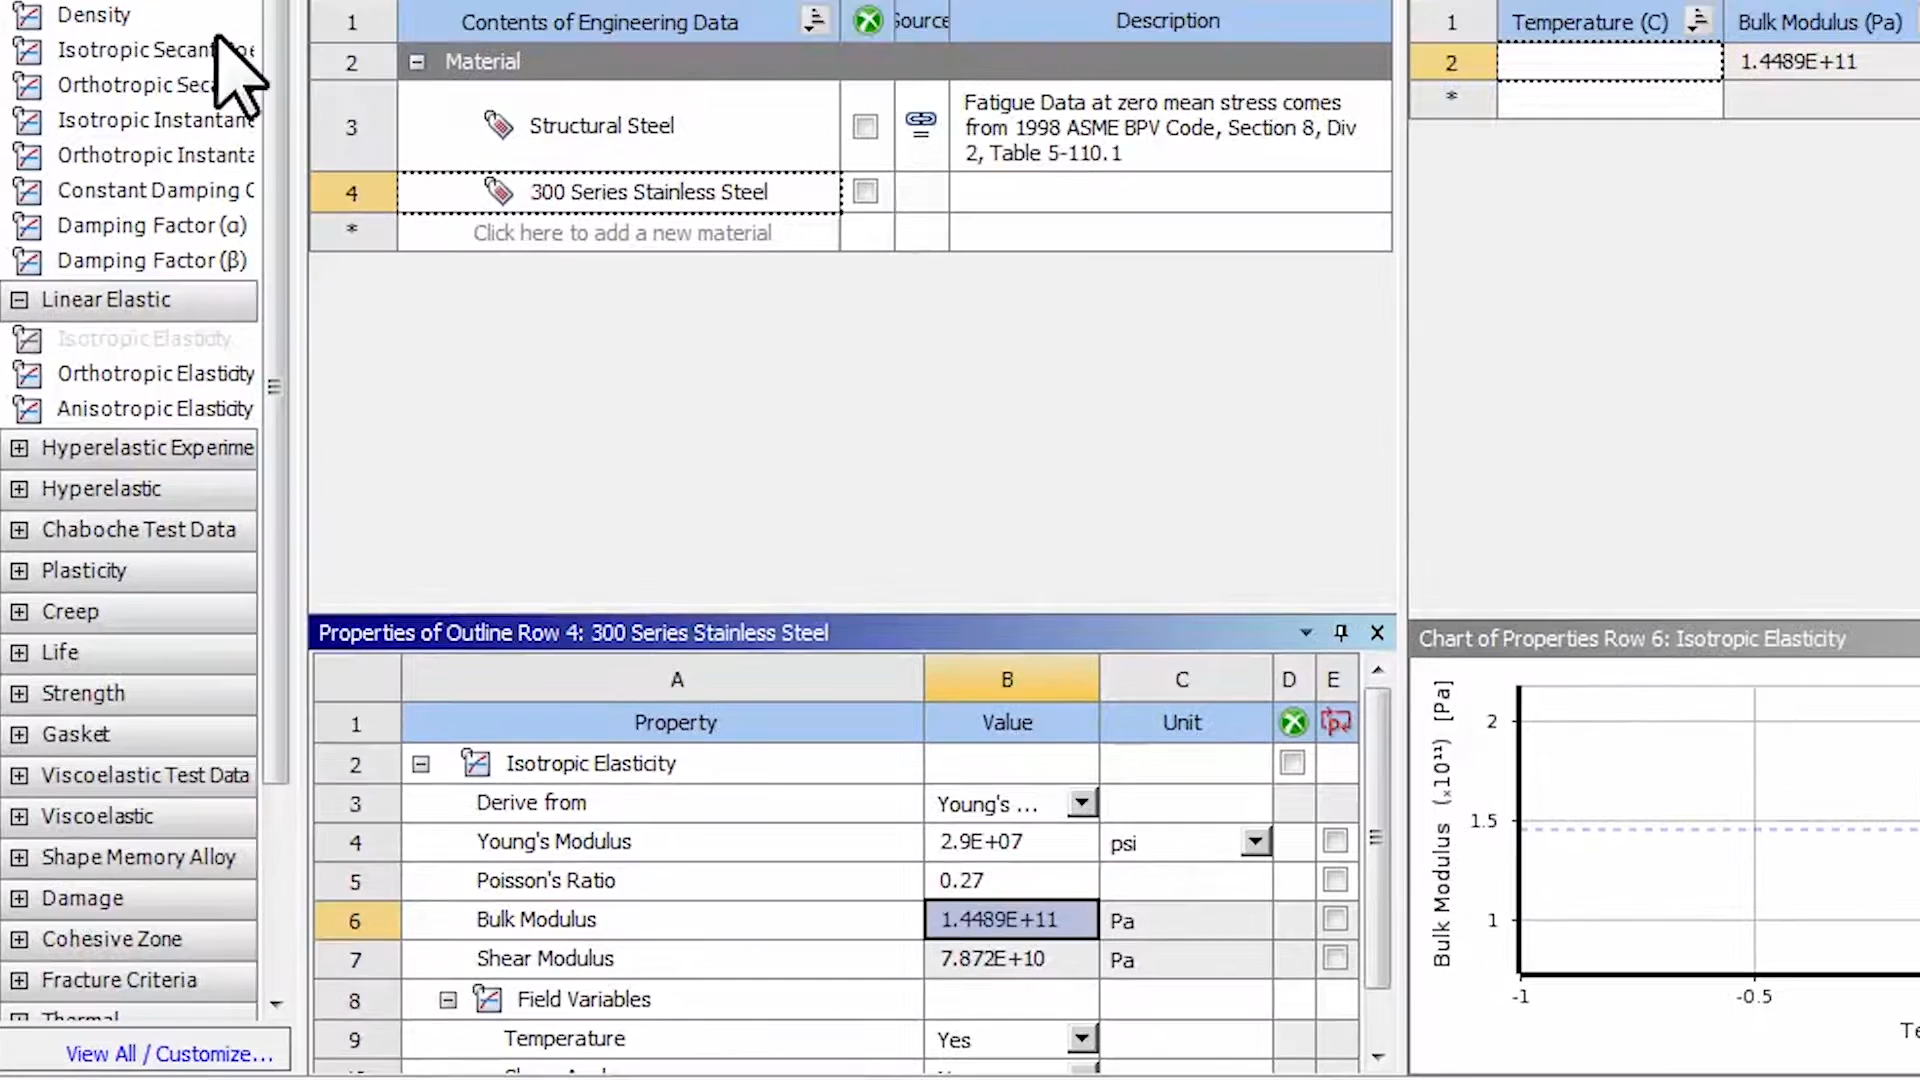 Density
Isotropic Secant
Orthotropic Sec
Isotropic Instantane
Orthotropic Instanta
Constant Damping C
Damping Factor (α)
Damping Factor (β)
Linear Elastic
Isotropic Elasticity
Orthotropic Elasticity
Anisotropic Elasticity
Hyperelastic Experime
Hyperelastic
Chaboche Test Data
Plasticity
Creep
Life
Strength
Gasket
Viscoelastic Test Data
Viscoelastic
Shape Memory Alloy
Damage
Cohesive Zone
Fracture Criteria
Thermal
View All / Customize...
1 Contents of Engineering Data Source Description
2 Material
3 Structural Steel Fatigue Data at zero mean stress comes
from 1998 ASME BPV Code, Section 8, Div
2, Table 5-110.1
4 300 Series Stainless Steel
* Click here to add a new material
1 Temperature (C) Bulk Modulus (Pa)
2 1.4489E+11
*
Properties of Outline Row 4: 300 Series Stainless Steel
A B C D E
1 Property Value Unit
2 Isotropic Elasticity
3 Derive from Young's ...
4 Young's Modulus 2.9E+07 psi
5 Poisson's Ratio 0.27
6 Bulk Modulus 1.4489E+11 Pa
7 Shear Modulus 7.872E+10 Pa
8 Field Variables
9 Temperature Yes
Chart of Properties Row 6: Isotropic Elasticity
Bulk Modulus (x10¹¹) [Pa]
2
1.5
1
-1 -0.5
Te